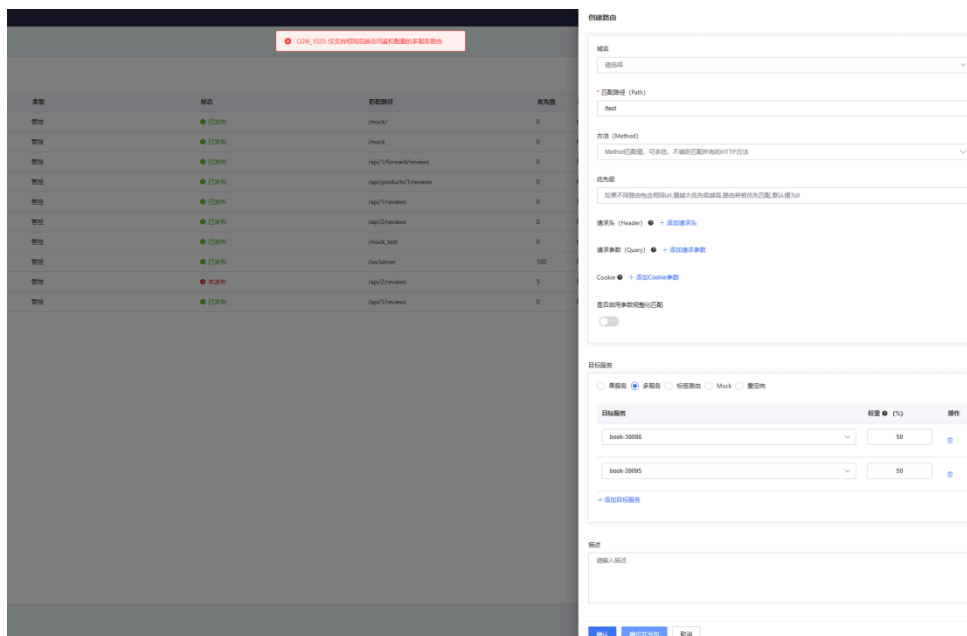 创建路由
CGW_1020: 仅支持相同后端访问鉴权配置的多服务路由
域名
请选择
* 匹配路径 (Path)
/test
方法 (Method)
Method匹配值，可多选，不填则匹配所有的HTTP方法
优先级
如果不同路由包含相同uri,值越大优先级越高,路由将被优先匹配,默认值为0
请求头 (Header) + 添加请求头
请求参数 (Query) + 添加请求参数
Cookie + 添加Cookie参数
是否启用参数规整化匹配
类型 状态 匹配路径 优先级
管控 已发布 /mock/ 0
管控 已发布 /mock 0
管控 已发布 /api/1/forward/reviews 0
管控 已发布 /api/products/1/reviews 0
管控 已发布 /api/1/reviews 0
管控 已发布 /api/2/reviews 0
管控 已发布 /mock_test 0
管控 已发布 /ws/server 100
管控 未发布 /api/2/reviews 5
管控 已发布 /api/1/reviews 0
目标服务
单服务 多服务 标签路由 Mock 重定向
目标服务 权重 (%) 操作
book-39096 50
book-39095 50
+ 添加目标服务
描述
请输入描述
确认 确认并发布 取消